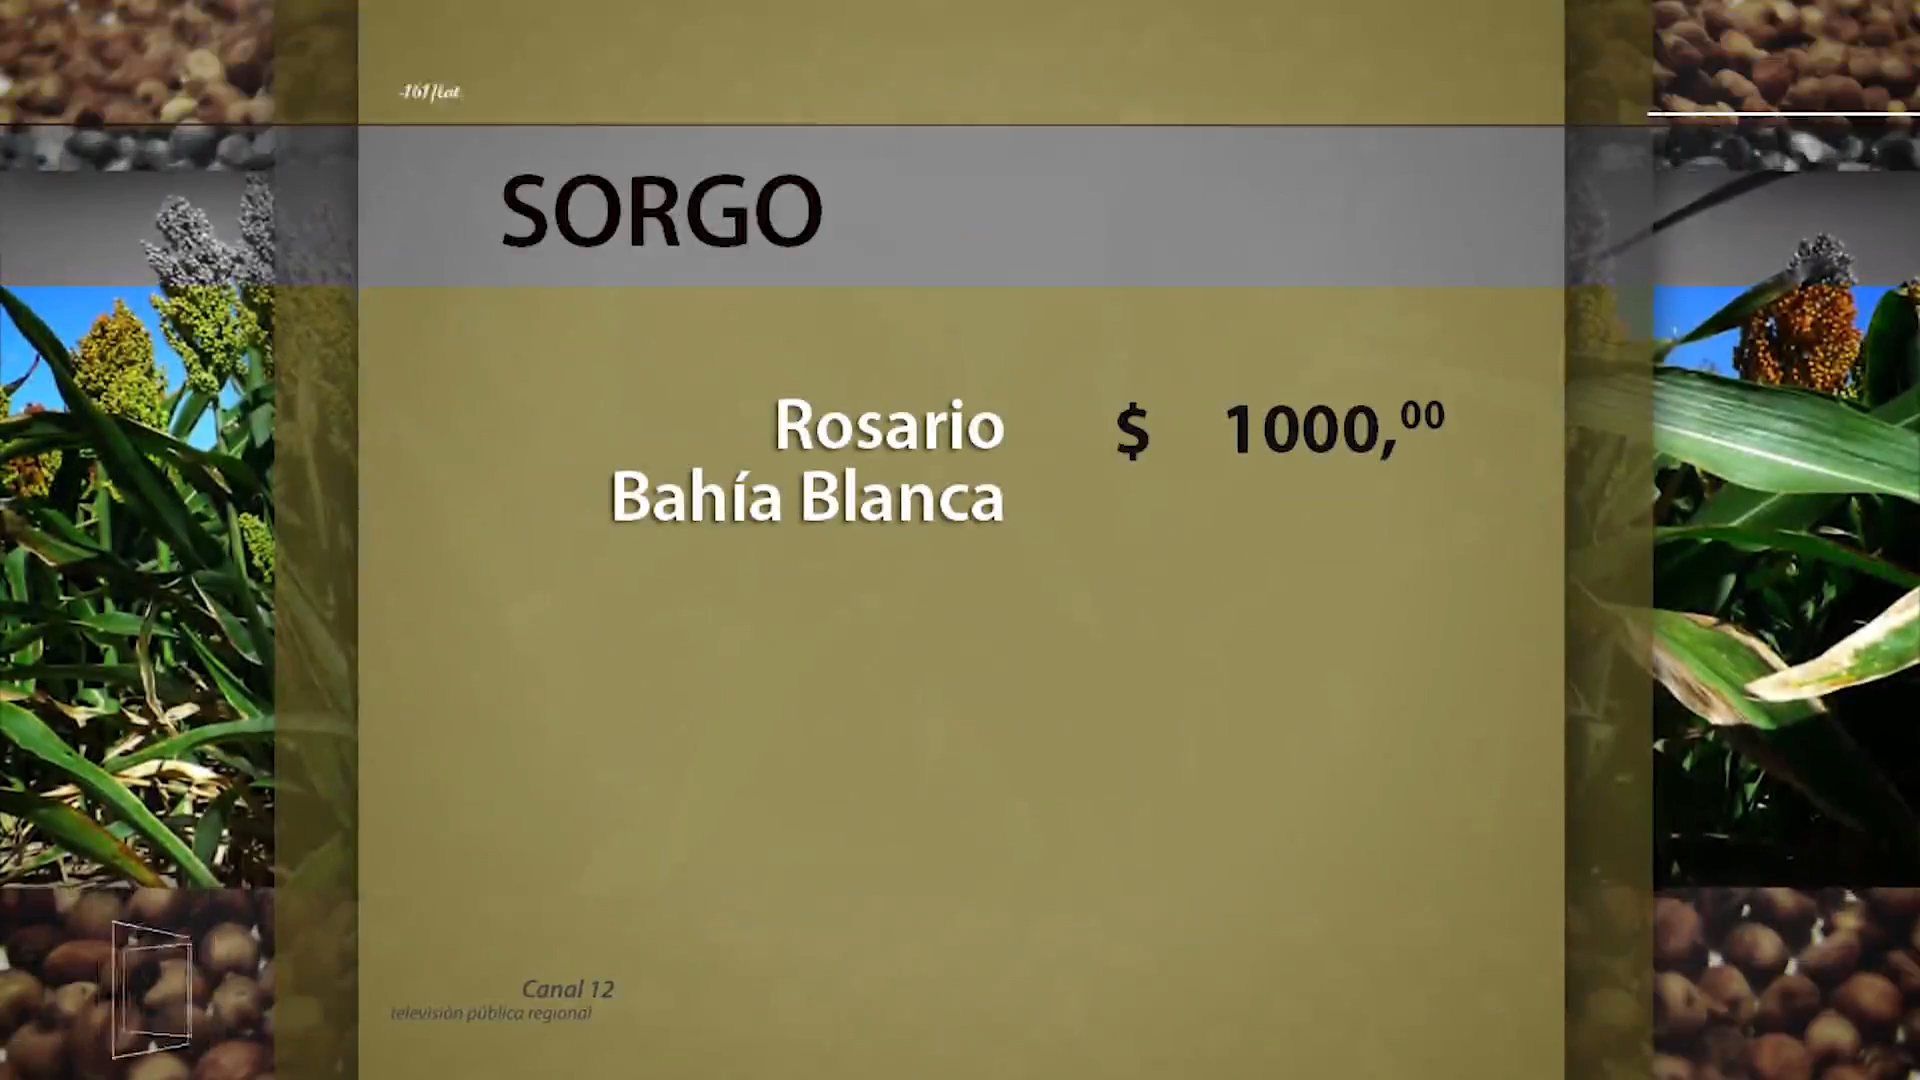 SORGO
Rosario $ 1000,00
Bahía Blanca
Canal 12
televisión pública regional